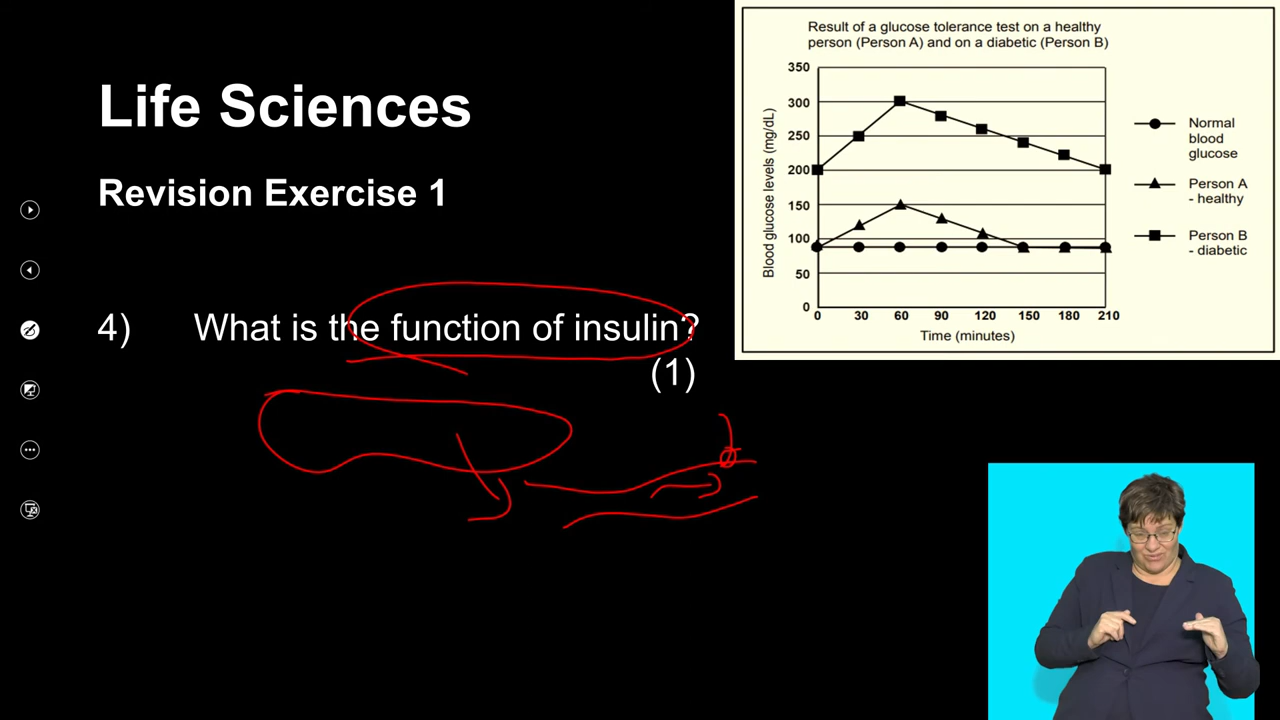 Life Sciences
Revision Exercise 1
4) What is the function of insulin?
(1)
Result of a glucose tolerance test on a healthy
person (Person A) and on a diabetic (Person B)
Blood glucose levels (mg/dL)
350
300
250
200
150
100
50
0
0 30 60 90 120 150 180 210
Time (minutes)
Normal
blood
glucose
Person A
- healthy
Person B
- diabetic